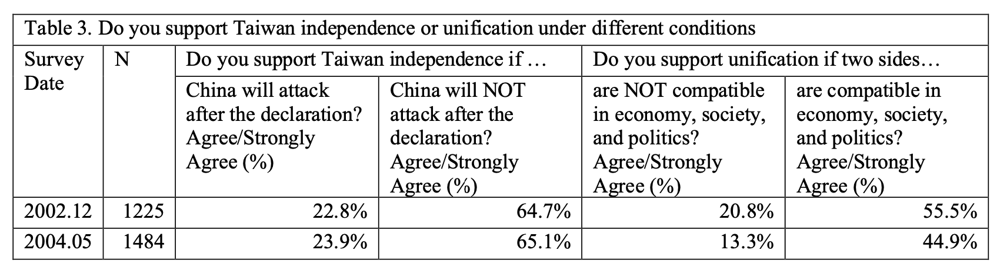 Table 3. Do you support Taiwan independence or unification under different conditions
Survey
Date
N
Do you support Taiwan independence if …
Do you support unification if two sides…
China will attack
after the declaration?
Agree/Strongly
Agree (%)
China will NOT
attack after the
declaration?
Agree/Strongly
Agree (%)
are NOT compatible
in economy, society,
and politics?
Agree/Strongly
Agree (%)
are compatible in
economy, society,
and politics?
Agree/Strongly
Agree (%)
2002.12 1225 22.8% 64.7% 20.8% 55.5%
2004.05 1484 23.9% 65.1% 13.3% 44.9%